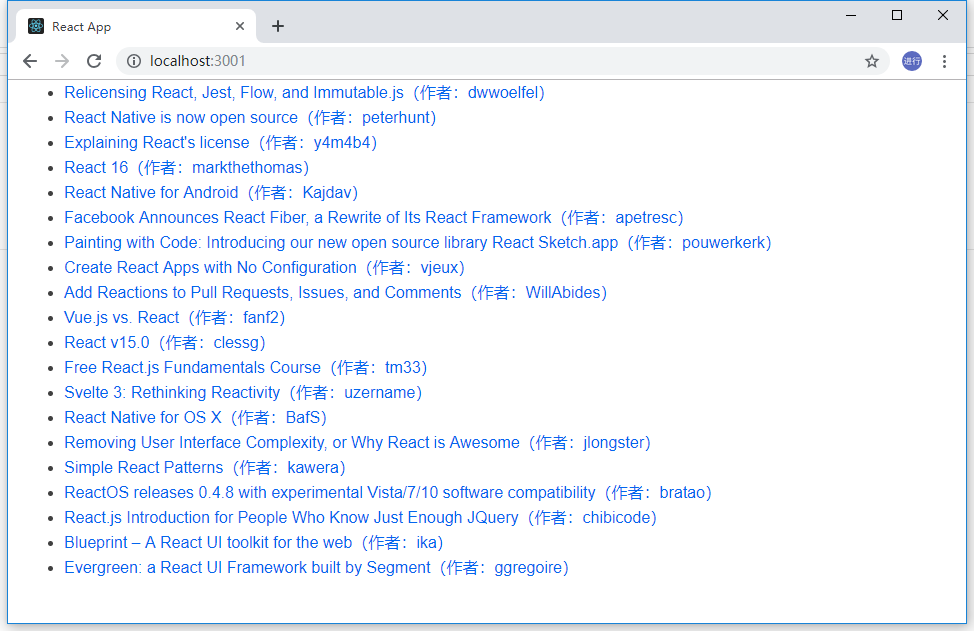 React App
localhost:3001
进行
Relicensing React, Jest, Flow, and Immutable.js（作者：dwwoelfel）
React Native is now open source（作者：peterhunt）
Explaining React's license（作者：y4m4b4）
React 16（作者：markthethomas）
React Native for Android（作者：Kajdav）
Facebook Announces React Fiber, a Rewrite of Its React Framework（作者：apetresc）
Painting with Code: Introducing our new open source library React Sketch.app（作者：pouwerkerk）
Create React Apps with No Configuration（作者：vjeux）
Add Reactions to Pull Requests, Issues, and Comments（作者：WillAbides）
Vue.js vs. React（作者：fanf2）
React v15.0（作者：clessg）
Free React.js Fundamentals Course（作者：tm33）
Svelte 3: Rethinking Reactivity（作者：uzername）
React Native for OS X（作者：BafS）
Removing User Interface Complexity, or Why React is Awesome（作者：jlongster）
Simple React Patterns（作者：kawera）
ReactOS releases 0.4.8 with experimental Vista/7/10 software compatibility（作者：bratao）
React.js Introduction for People Who Know Just Enough JQuery（作者：chibicode）
Blueprint – A React UI toolkit for the web（作者：ika）
Evergreen: a React UI Framework built by Segment（作者：ggregoire）